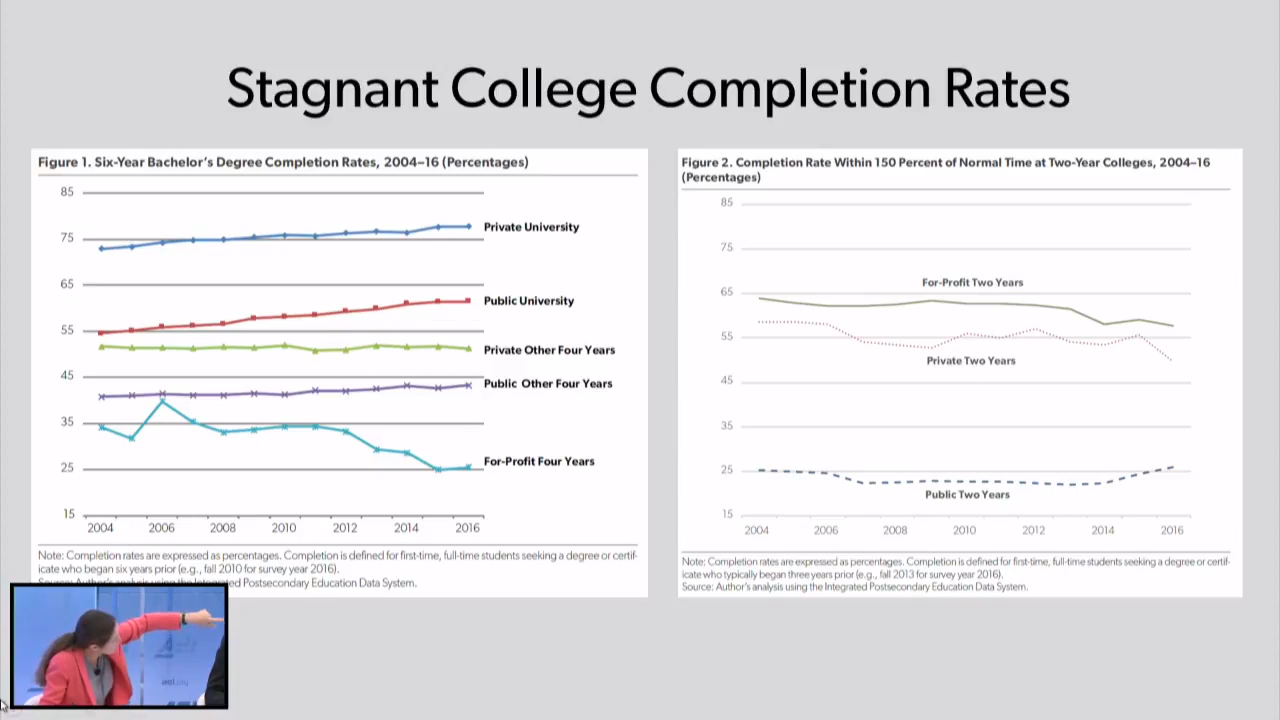 Stagnant College Completion Rates
Figure 1. Six-Year Bachelor's Degree Completion Rates, 2004–16 (Percentages)
85
75
65
55
45
35
25
15
Private University
Public University
Private Other Four Years
Public Other Four Years
For-Profit Four Years
2004 2006 2008 2010 2012 2014 2016
Note: Completion rates are expressed as percentages. Completion is defined for first-time, full-time students seeking a degree or certif-
icate who began six years prior (e.g., fall 2010 for survey year 2016).
Source: Author's analysis using the Integrated Postsecondary Education Data System.
Figure 2. Completion Rate Within 150 Percent of Normal Time at Two-Year Colleges, 2004–16
(Percentages)
85
75
65
55
45
35
25
15
For-Profit Two Years
Private Two Years
Public Two Years
2004 2006 2008 2010 2012 2014 2016
Note: Completion rates are expressed as percentages. Completion is defined for first-time, full-time students seeking a degree or certif-
icate who typically began three years prior (e.g., fall 2013 for survey year 2016).
Source: Author's analysis using the Integrated Postsecondary Education Data System.